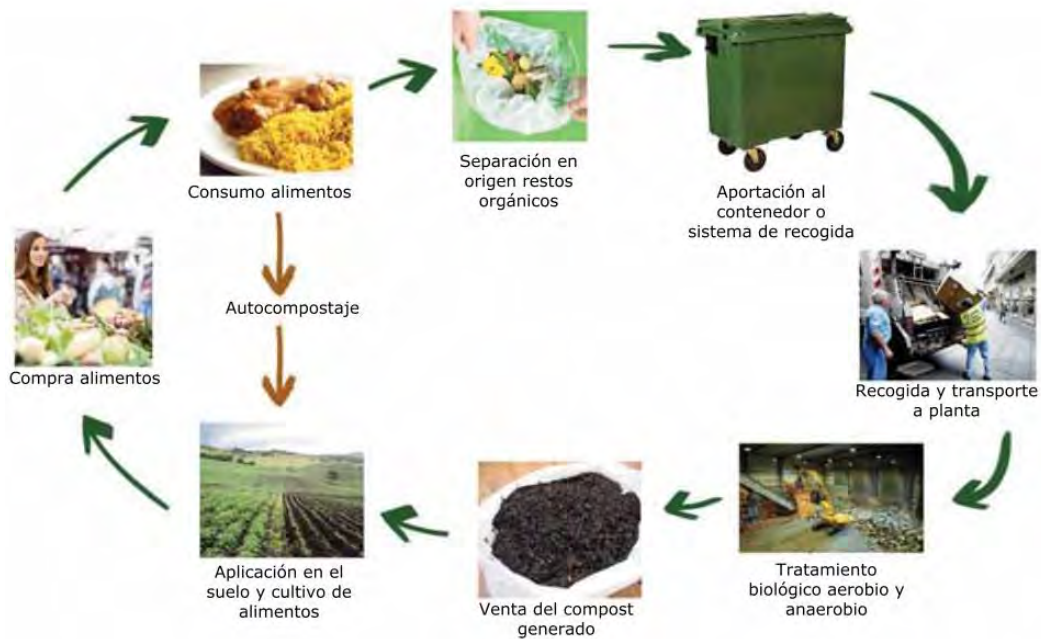 Consumo alimentos
Separación en
origen restos
orgánicos
Aportación al
contenedor o
sistema de recogida
Recogida y transporte
a planta
Tratamiento
biológico aerobio y
anaerobio
Venta del compost
generado
Aplicación en el
suelo y cultivo de
alimentos
Compra alimentos
Autocompostaje